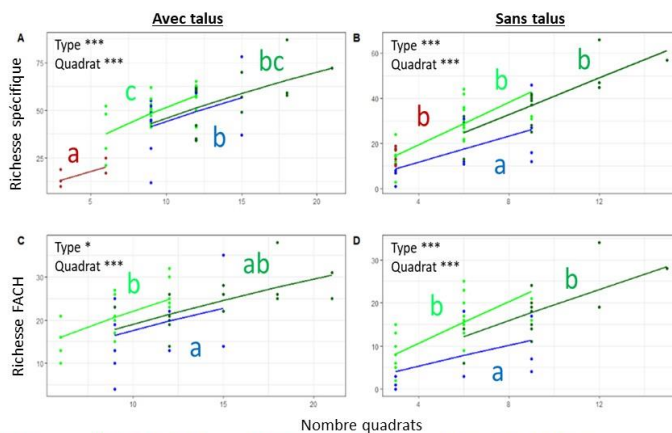 Avec talus
Sans talus
A
Type ***
Quadrat ***
a
c
b
bc
75
50
25
5
10
15
20
Richesse spécifique
B
Type ***
Quadrat ***
b
b
a
b
60
40
20
0
4
8
12
C
Type *
Quadrat ***
b
a
ab
30
20
10
10
15
20
Richesse FACH
D
Type ***
Quadrat ***
b
a
b
30
20
10
0
4
8
12
Nombre quadrats